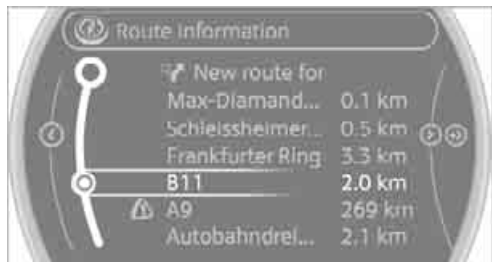 Route information
New route for
Max-Diamand... 0.1 km
Schleissheimer... 0.5 km
Frankfurter Ring 3.3 km
B11 2.0 km
A9 269 km
Autobahndrei... 2.1 km